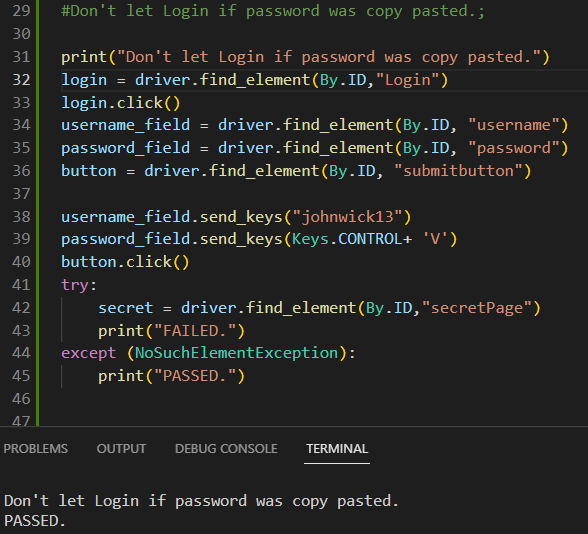 29 #Don't let Login if password was copy pasted.;
30
31 print("Don't let Login if password was copy pasted.")
32 login = driver.find_element(By.ID,"Login")
33 login.click()
34 username_field = driver.find_element(By.ID, "username")
35 password_field = driver.find_element(By.ID, "password")
36 button = driver.find_element(By.ID, "submitbutton")
37
38 username_field.send_keys("johnwick13")
39 password_field.send_keys(Keys.CONTROL+ 'V')
40 button.click()
41 try:
42     secret = driver.find_element(By.ID,"secretPage")
43     print("FAILED.")
44 except (NoSuchElementException):
45     print("PASSED.")
46
47
PROBLEMS OUTPUT DEBUG CONSOLE TERMINAL
Don't let Login if password was copy pasted.
PASSED.